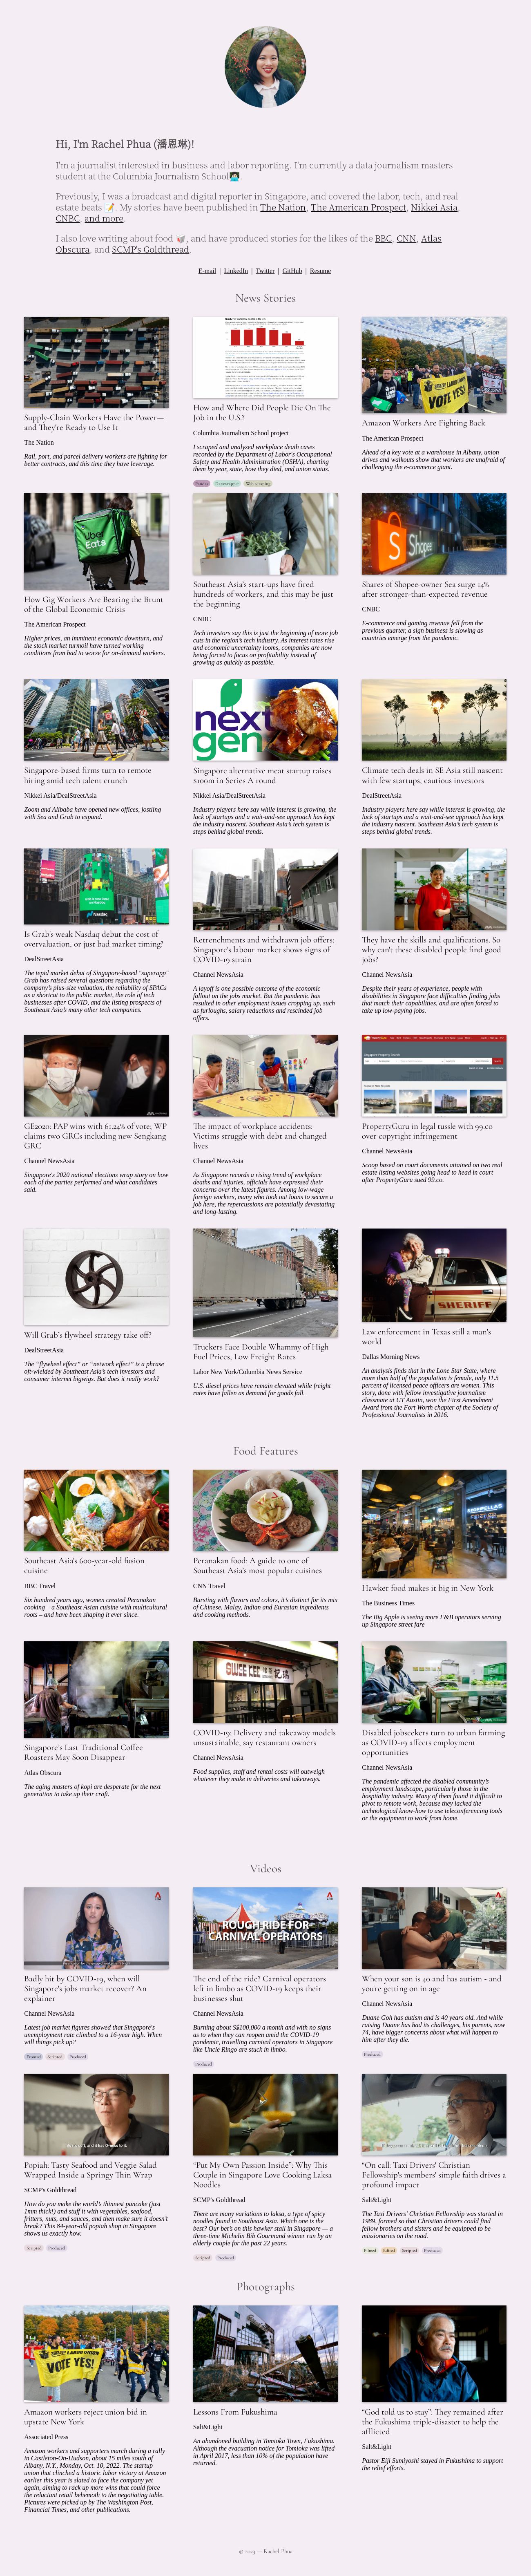 Hi, I'm Rachel Phua (潘恩琳)!
I'm a journalist interested in business and labor reporting. I'm currently a data journalism masters
student at the Columbia Journalism School👩🏻‍💻.
Previously, I was a broadcast and digital reporter in Singapore, and covered the labor, tech, and real
estate beats 📝. My stories have been published in The Nation, The American Prospect, Nikkei Asia,
CNBC, and more.
I also love writing about food 🥡, and have produced stories for the likes of the BBC, CNN, Atlas
Obscura, and SCMP's Goldthread.
E-mail | LinkedIn | Twitter | GitHub | Resume
News Stories
Supply-Chain Workers Have the Power—
and They're Ready to Use It
The Nation
Rail, port, and parcel delivery workers are fighting for
better contracts, and this time they have leverage.
How and Where Did People Die On The
Job in the U.S.?
Columbia Journalism School project
I scraped and analyzed workplace death cases
recorded by the Department of Labor's Occupational
Safety and Health Administration (OSHA), charting
them by year, state, how they died, and union status.
Pandas Datawrapper Web scraping
VOTE YES!
Amazon Workers Are Fighting Back
The American Prospect
Ahead of a key vote at a warehouse in Albany, union
drives and walkouts show that workers are unafraid of
challenging the e-commerce giant.
Uber
Eats
How Gig Workers Are Bearing the Brunt
of the Global Economic Crisis
The American Prospect
Higher prices, an imminent economic downturn, and
the stock market turmoil have turned working
conditions from bad to worse for on-demand workers.
Southeast Asia's start-ups have fired
hundreds of workers, and this may be just
the beginning
CNBC
Tech investors say this is just the beginning of more job
cuts in the region's tech industry. As interest rates rise
and economic uncertainty looms, companies are now
being forced to focus on profitability instead of
growing as quickly as possible.
Shopee
Shares of Shopee-owner Sea surge 14%
after stronger-than-expected revenue
CNBC
E-commerce and gaming revenue fell from the
previous quarter, a sign business is slowing as
countries emerge from the pandemic.
Singapore-based firms turn to remote
hiring amid tech talent crunch
Nikkei Asia/DealStreetAsia
Zoom and Alibaba have opened new offices, jostling
with Sea and Grab to expand.
next
gen
Singapore alternative meat startup raises
$100m in Series A round
Nikkei Asia/DealStreetAsia
Industry players here say while interest is growing, the
lack of startups and a wait-and-see approach has kept
the industry nascent. Southeast Asia's tech system is
steps behind global trends.
Climate tech deals in SE Asia still nascent
with few startups, cautious investors
DealStreetAsia
Industry players here say while interest is growing, the
lack of startups and a wait-and-see approach has kept
the industry nascent. Southeast Asia's tech system is
steps behind global trends.
Nasdaq
Is Grab's weak Nasdaq debut the cost of
overvaluation, or just bad market timing?
DealStreetAsia
The tepid market debut of Singapore-based "superapp"
Grab has raised several questions regarding the
company's plus-size valuation, the reliability of SPACs
as a shortcut to the public market, the role of tech
businesses after COVID, and the listing prospects of
Southeast Asia's many other tech companies.
Retrenchments and withdrawn job offers:
Singapore's labour market shows signs of
COVID-19 strain
Channel NewsAsia
A layoff is one possible outcome of the economic
fallout on the jobs market. But the pandemic has
resulted in other employment issues cropping up, such
as furloughs, salary reductions and rescinded job
offers.
They have the skills and qualifications. So
why can't these disabled people find good
jobs?
Channel NewsAsia
Despite their years of experience, people with
disabilities in Singapore face difficulties finding jobs
that match their capabilities, and are often forced to
take up low-paying jobs.
GE2020: PAP wins with 61.24% of vote; WP
claims two GRCs including new Sengkang
GRC
Channel NewsAsia
Singapore's 2020 national elections wrap story on how
each of the parties performed and what candidates
said.
The impact of workplace accidents:
Victims struggle with debt and changed
lives
Channel NewsAsia
As Singapore records a rising trend of workplace
deaths and injuries, officials have expressed their
concerns over the latest figures. Among low-wage
foreign workers, many who took out loans to secure a
job here, the repercussions are potentially devastating
and long-lasting.
PropertyGuru in legal tussle with 99.co
over copyright infringement
Channel NewsAsia
Scoop based on court documents attained on two real
estate listing websites going head to head in court
after PropertyGuru sued 99.co.
Will Grab's flywheel strategy take off?
DealStreetAsia
The "flywheel effect" or "network effect" is a phrase
oft-wielded by Southeast Asia's tech investors and
consumer internet bigwigs. But does it really work?
Truckers Face Double Whammy of High
Fuel Prices, Low Freight Rates
Labor New York/Columbia News Service
U.S. diesel prices have remain elevated while freight
rates have fallen as demand for goods fall.
SHERIFF
Law enforcement in Texas still a man's
world
Dallas Morning News
An analysis finds that in the Lone Star State, where
more than half of the population is female, only 11.5
percent of licensed peace officers are women. This
story, done with fellow investigative journalism
classmate at UT Austin, won the First Amendment
Award from the Fort Worth chapter of the Society of
Professional Journalists in 2016.
Food Features
Southeast Asia's 600-year-old fusion
cuisine
BBC Travel
Six hundred years ago, women created Peranakan
cooking – a Southeast Asian cuisine with multicultural
roots – and have been shaping it ever since.
Peranakan food: A guide to one of
Southeast Asia's most popular cuisines
CNN Travel
Bursting with flavors and colors, it's distinct for its mix
of Chinese, Malay, Indian and Eurasian ingredients
and cooking methods.
Hawker food makes it big in New York
The Business Times
The Big Apple is seeing more F&B operators serving
up Singapore street fare
Singapore's Last Traditional Coffee
Roasters May Soon Disappear
Atlas Obscura
The aging masters of kopi are desperate for the next
generation to take up their craft.
SWEE KEE
COVID-19: Delivery and takeaway models
unsustainable, say restaurant owners
Channel NewsAsia
Food supplies, staff and rental costs will outweigh
whatever they make in deliveries and takeaways.
Disabled jobseekers turn to urban farming
as COVID-19 affects employment
opportunities
Channel NewsAsia
The pandemic affected the disabled community's
employment landscape, particularly those in the
hospitality industry. Many of them found it difficult to
pivot to remote work, because they lacked the
technological know-how to use teleconferencing tools
or the equipment to work from home.
Videos
Badly hit by COVID-19, when will
Singapore's jobs market recover? An
explainer
Channel NewsAsia
Latest job market figures showed that Singapore's
unemployment rate climbed to a 16-year high. When
will things pick up?
Scripted Produced
ROUGH RIDE FOR
CARNIVAL OPERATORS
The end of the ride? Carnival operators
left in limbo as COVID-19 keeps their
businesses shut
Channel NewsAsia
Burning about S$100,000 a month and with no signs
as to when they can reopen amid the COVID-19
pandemic, travelling carnival operators in Singapore
like Uncle Ringo are stuck in limbo.
Produced
When your son is 40 and has autism - and
you're getting on in age
Channel NewsAsia
Duane Goh has autism and is 40 years old. And while
raising Duane has had its challenges, his parents, now
74, have bigger concerns about what will happen to
him after they die.
Produced
Popiah: Tasty Seafood and Veggie Salad
Wrapped Inside a Springy Thin Wrap
SCMP's Goldthread
How do you make the world's thinnest pancake (just
1mm thick!) and stuff it with vegetables, seafood,
fritters, nuts, and sauces, and then make sure it doesn't
break? This 84-year-old popiah shop in Singapore
shows us exactly how.
Scripted Produced
"Put My Own Passion Inside": Why This
Couple in Singapore Love Cooking Laksa
Noodles
SCMP's Goldthread
There are many variations to laksa, a type of spicy
noodles found in Southeast Asia. Which one is the
best? Our bet's on this hawker stall in Singapore — a
three-time Michelin Bib Gourmand winner run by an
elderly couple for the past 22 years.
Scripted Produced
"On call: Taxi Drivers' Christian
Fellowship's members' simple faith drives a
profound impact
Salt&Light
The Taxi Drivers' Christian Fellowship was started in
1989, formed so that Christian drivers could find
fellow brothers and sisters and be equipped to be
missionaries on the road.
Filmed Edited Scripted Produced
Photographs
VOTE YES!
Amazon workers reject union bid in
upstate New York
Associated Press
Amazon workers and supporters march during a rally
in Castleton-On-Hudson, about 15 miles south of
Albany, N.Y., Monday, Oct. 10, 2022. The startup
union that clinched a historic labor victory at Amazon
earlier this year is slated to face the company yet
again, aiming to rack up more wins that could force
the reluctant retail behemoth to the negotiating table.
Pictures were picked up by The Washington Post,
Financial Times, and other publications.
Lessons From Fukushima
Salt&Light
An abandoned building in Tomioka Town, Fukushima.
Although the evacuation notice for Tomioka was lifted
in April 2017, less than 10% of the population have
returned.
"God told us to stay": They remained after
the Fukushima triple-disaster to help the
afflicted
Salt&Light
Pastor Eiji Sumiyoshi stayed in Fukushima to support
the relief efforts.
© 2023 — Rachel Phua